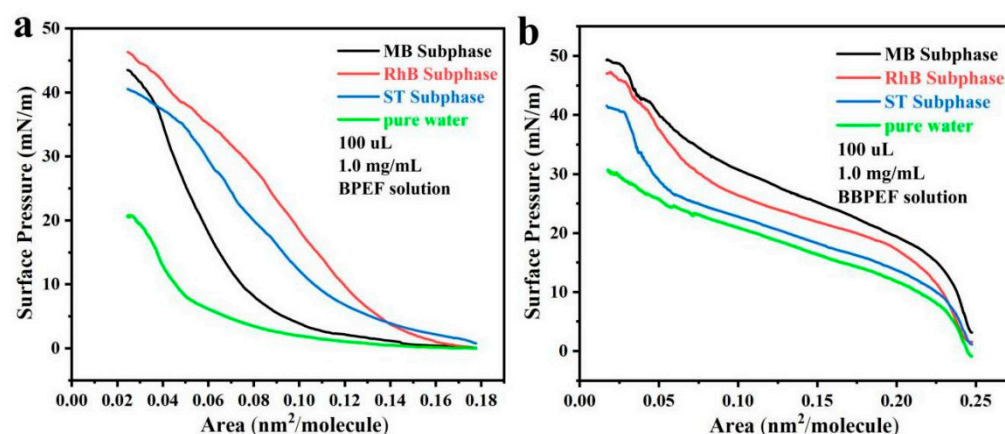 a
50
40
30
20
10
0
Surface Pressure (mN/m)
MB Subphase
RhB Subphase
ST Subphase
pure water
100 uL
1.0 mg/mL
BPEF solution
0.00 0.02 0.04 0.06 0.08 0.10 0.12 0.14 0.16 0.18
Area (nm²/molecule)
b
50
40
30
20
10
0
Surface Pressure (mN/m)
MB Subphase
RhB Subphase
ST Subphase
pure water
100 uL
1.0 mg/mL
BBPEF solution
0.00 0.05 0.10 0.15 0.20 0.25
Area (nm²/molecule)